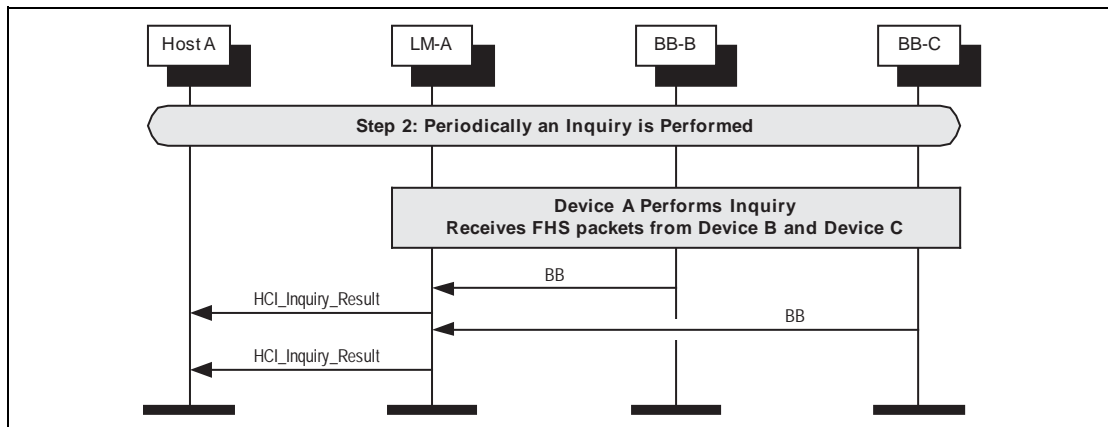 Host A
LM-A
BB-B
BB-C
Step 2: Periodically an Inquiry is Performed
Device A Performs Inquiry
Receives FHS packets from Device B and Device C
BB
HCI_Inquiry_Result
BB
HCI_Inquiry_Result